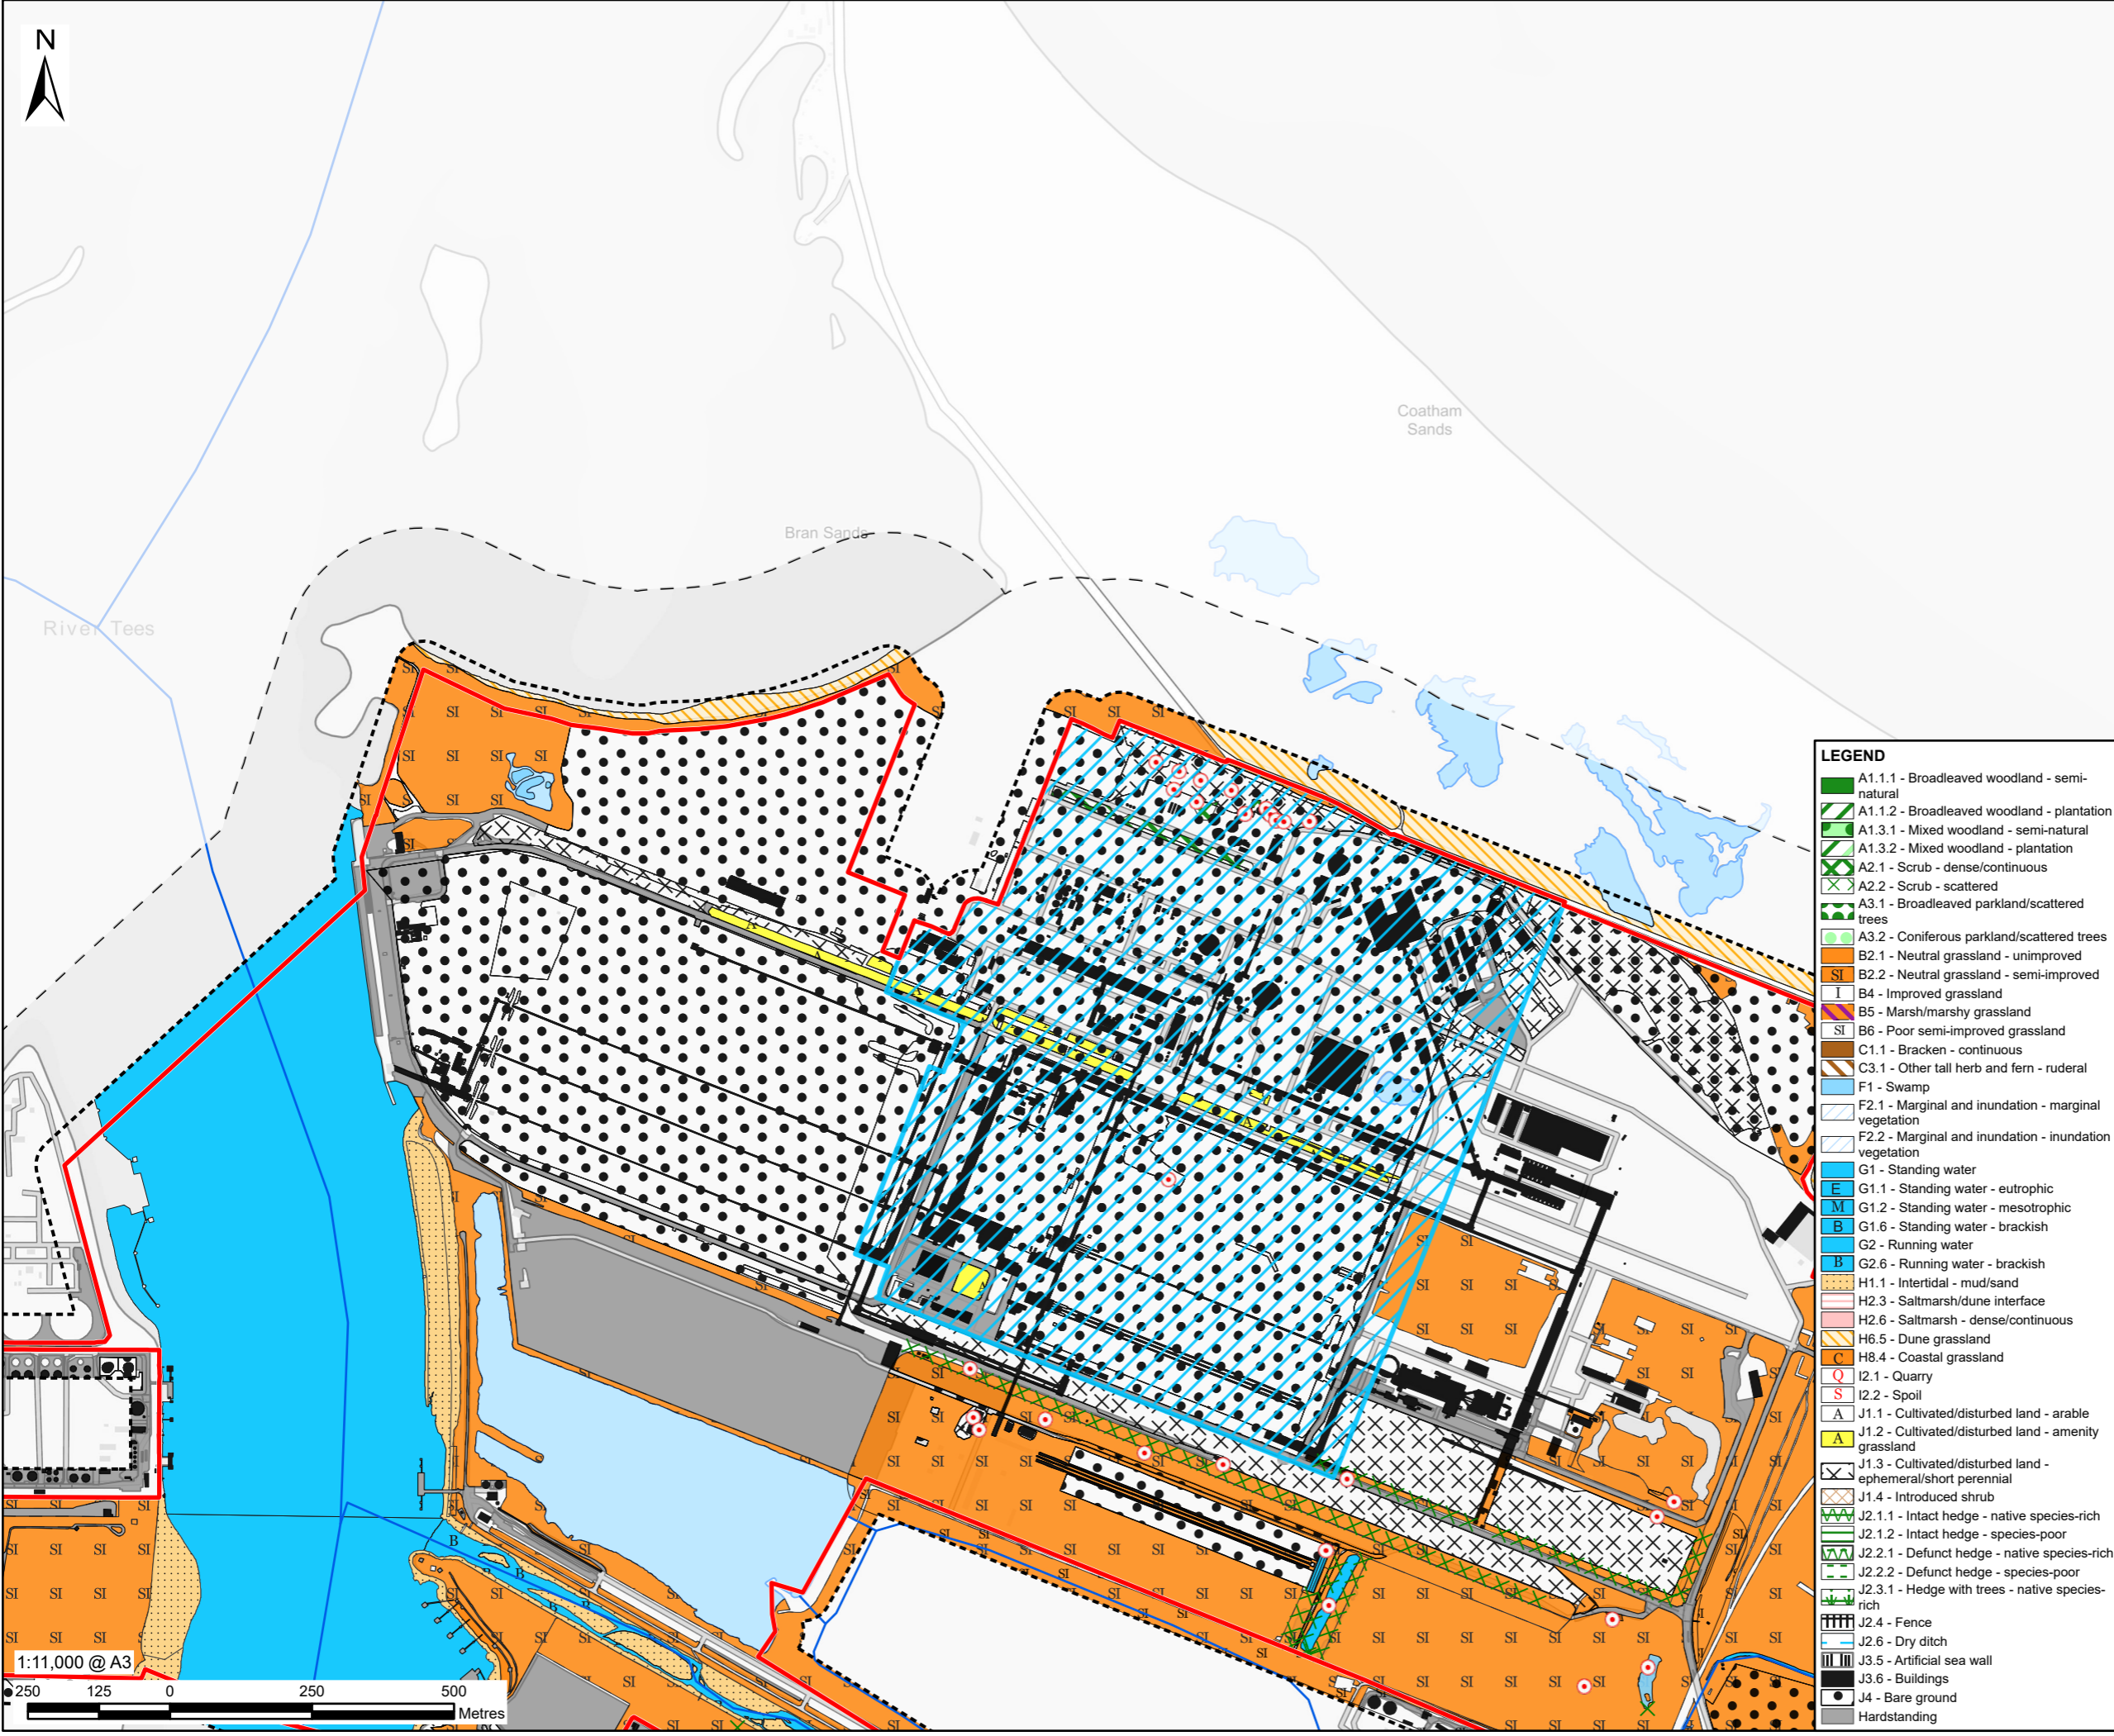 N
Coatham
Sands
Bran Sands
River Tees
LEGEND
A1.1.1 - Broadleaved woodland - semi-
natural
A1.1.2 - Broadleaved woodland - plantation
A1.3.1 - Mixed woodland - semi-natural
A1.3.2 - Mixed woodland - plantation
A2.1 - Scrub - dense/continuous
A2.2 - Scrub - scattered
A3.1 - Broadleaved parkland/scattered
trees
A3.2 - Coniferous parkland/scattered trees
B2.1 - Neutral grassland - unimproved
SI B2.2 - Neutral grassland - semi-improved
I B4 - Improved grassland
B5 - Marsh/marshy grassland
SI B6 - Poor semi-improved grassland
C1.1 - Bracken - continuous
C3.1 - Other tall herb and fern - ruderal
F1 - Swamp
F2.1 - Marginal and inundation - marginal
vegetation
F2.2 - Marginal and inundation - inundation
vegetation
G1 - Standing water
E G1.1 - Standing water - eutrophic
M G1.2 - Standing water - mesotrophic
B G1.6 - Standing water - brackish
G2 - Running water
B G2.6 - Running water - brackish
H1.1 - Intertidal - mud/sand
H2.3 - Saltmarsh/dune interface
H2.6 - Saltmarsh - dense/continuous
H6.5 - Dune grassland
C H8.4 - Coastal grassland
Q I2.1 - Quarry
S I2.2 - Spoil
A J1.1 - Cultivated/disturbed land - arable
A J1.2 - Cultivated/disturbed land - amenity
grassland
J1.3 - Cultivated/disturbed land -
ephemeral/short perennial
J1.4 - Introduced shrub
J2.1.1 - Intact hedge - native species-rich
J2.1.2 - Intact hedge - species-poor
J2.2.1 - Defunct hedge - native species-rich
J2.2.2 - Defunct hedge - species-poor
J2.3.1 - Hedge with trees - native species-
rich
J2.4 - Fence
J2.6 - Dry ditch
J3.5 - Artificial sea wall
J3.6 - Buildings
J4 - Bare ground
Hardstanding
1:11,000 @ A3
250 125 0 250 500
Metres